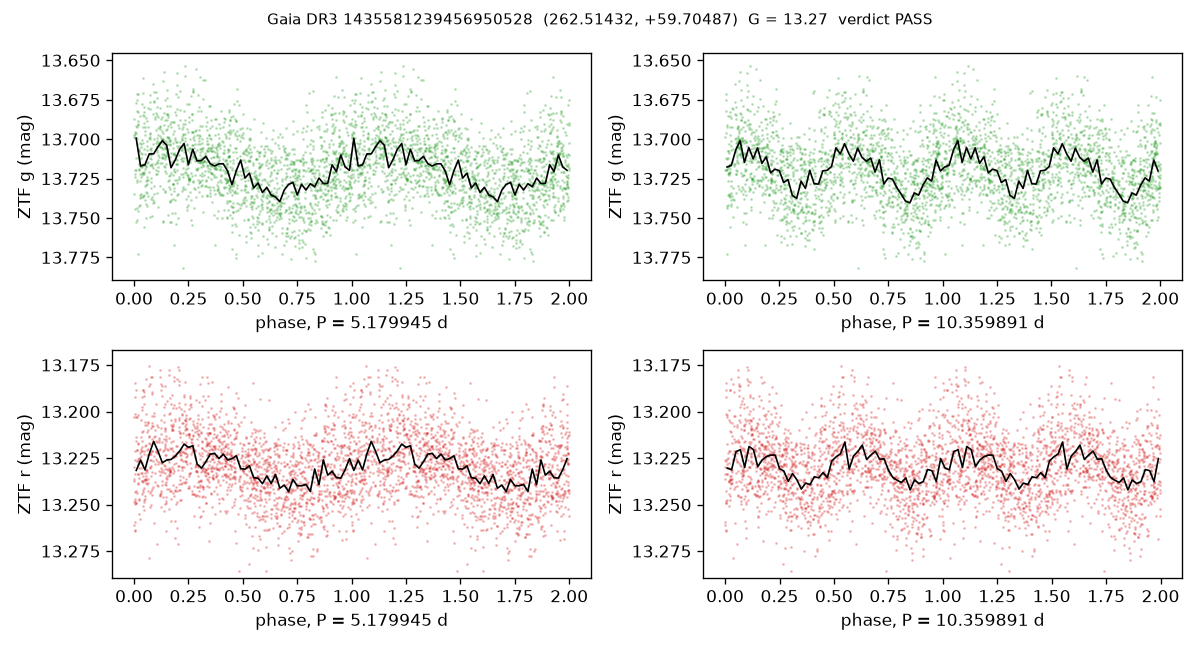 Gaia DR3 1435581239456950528  (262.51432, +59.70487)  G = 13.27  verdict PASS
ZTF g (mag)
13.650
13.675
13.700
13.725
13.750
13.775
0.00 0.25 0.50 0.75 1.00 1.25 1.50 1.75 2.00
phase, P = 5.179945 d
ZTF g (mag)
13.650
13.675
13.700
13.725
13.750
13.775
0.00 0.25 0.50 0.75 1.00 1.25 1.50 1.75 2.00
phase, P = 10.359891 d
ZTF r (mag)
13.175
13.200
13.225
13.250
13.275
0.00 0.25 0.50 0.75 1.00 1.25 1.50 1.75 2.00
phase, P = 5.179945 d
ZTF r (mag)
13.175
13.200
13.225
13.250
13.275
0.00 0.25 0.50 0.75 1.00 1.25 1.50 1.75 2.00
phase, P = 10.359891 d